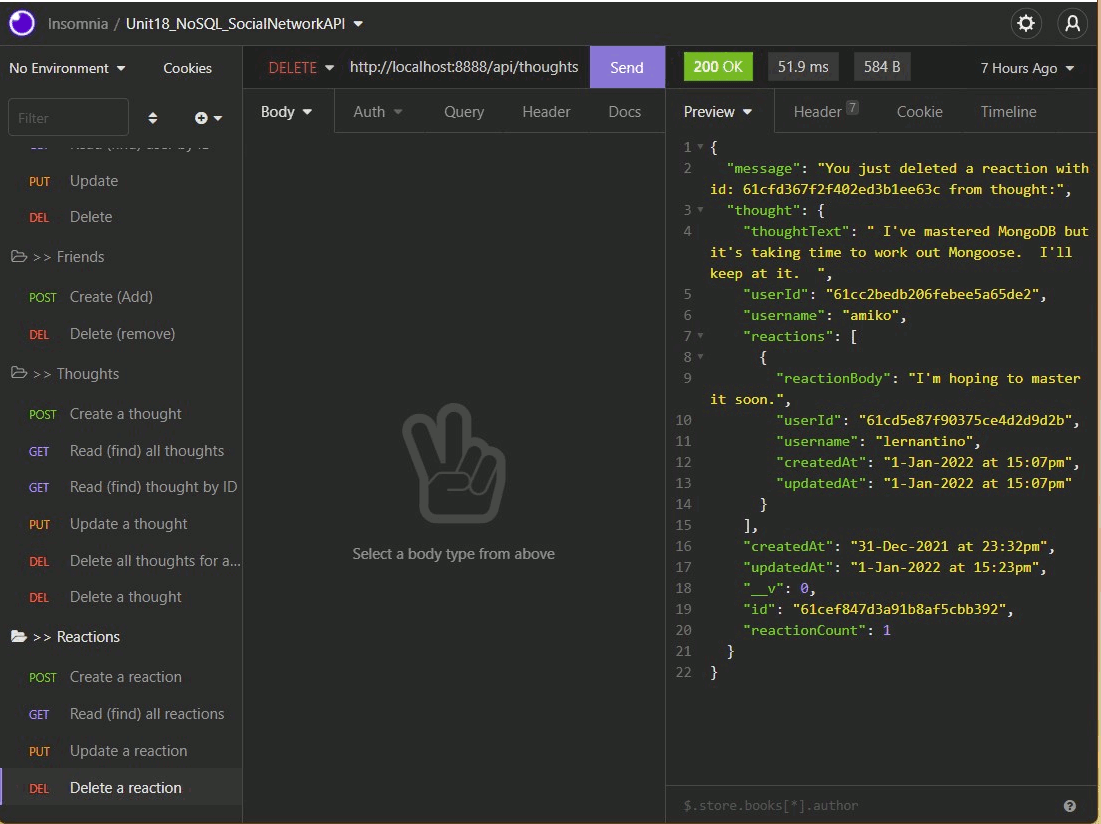 Insomnia / Unit18_NoSQL_SocialNetworkAPI
No Environment
Cookies
Filter
Read (find) user by ID
PUT Update
DEL Delete
>> Friends
POST Create (Add)
DEL Delete (remove)
>> Thoughts
POST Create a thought
GET Read (find) all thoughts
GET Read (find) thought by ID
PUT Update a thought
DEL Delete all thoughts for a...
DEL Delete a thought
>> Reactions
POST Create a reaction
GET Read (find) all reactions
PUT Update a reaction
DEL Delete a reaction
DELETE http://localhost:8888/api/thoughts Send
Body Auth Query Header Docs
Select a body type from above
200 OK 51.9 ms 584 B 7 Hours Ago
Preview Header 7 Cookie Timeline
1 {
2 "message": "You just deleted a reaction with
id: 61cfd367f2f402ed3b1ee63c from thought:",
3 "thought": {
4 "thoughtText": " I've mastered MongoDB but
it's taking time to work out Mongoose.  I'll
keep at it.  ",
5 "userId": "61cc2bedb206febee5a65de2",
6 "username": "amiko",
7 "reactions": [
8 {
9 "reactionBody": "I'm hoping to master
it soon.",
10 "userId": "61cd5e87f90375ce4d2d9d2b",
11 "username": "lernantino",
12 "createdAt": "1-Jan-2022 at 15:07pm",
13 "updatedAt": "1-Jan-2022 at 15:07pm"
14 }
15 ],
16 "createdAt": "31-Dec-2021 at 23:32pm",
17 "updatedAt": "1-Jan-2022 at 15:23pm",
18 "__v": 0,
19 "id": "61cef847d3a91b8af5cbb392",
20 "reactionCount": 1
21 }
22 }
$.store.books[*].author